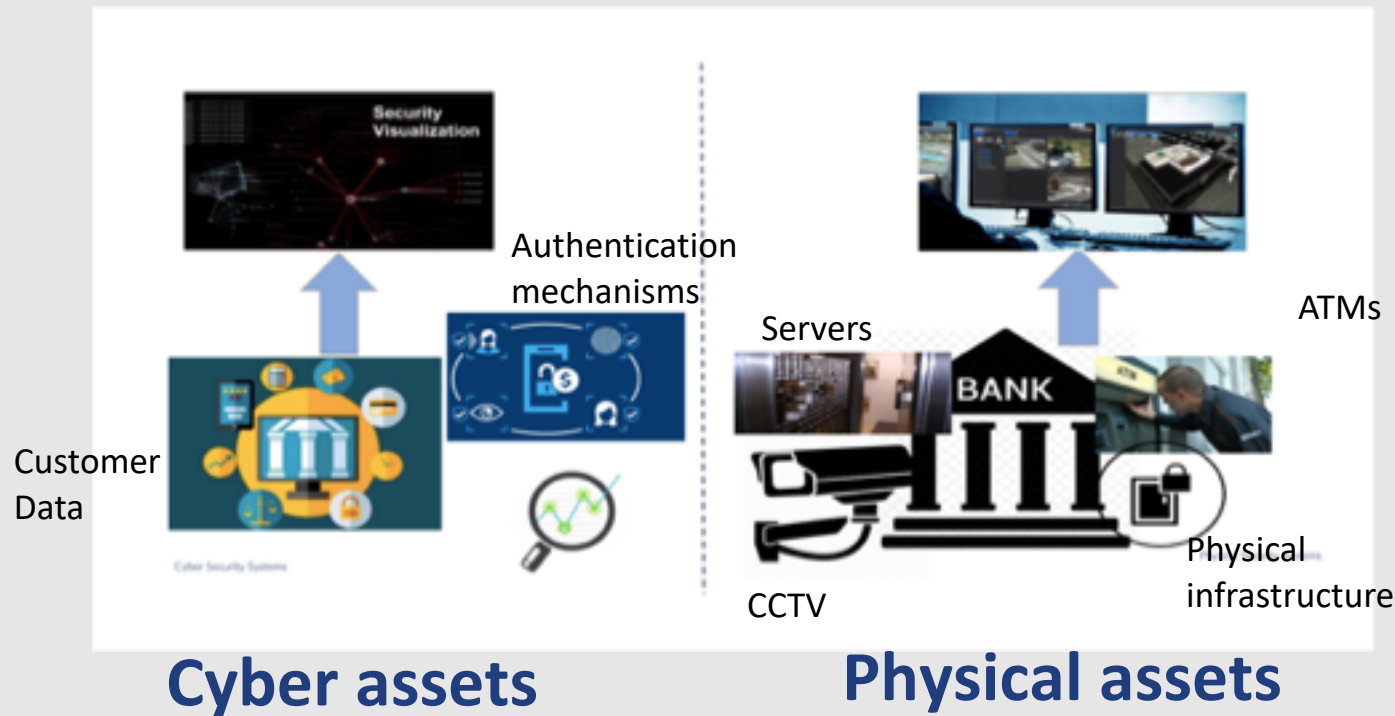 Security
Visualization
Authentication
mechanisms
Customer
Data
Cyber Security Systems
Servers
ATMs
BANK
ATM
CCTV
Physical
infrastructure
Cyber assets
Physical assets